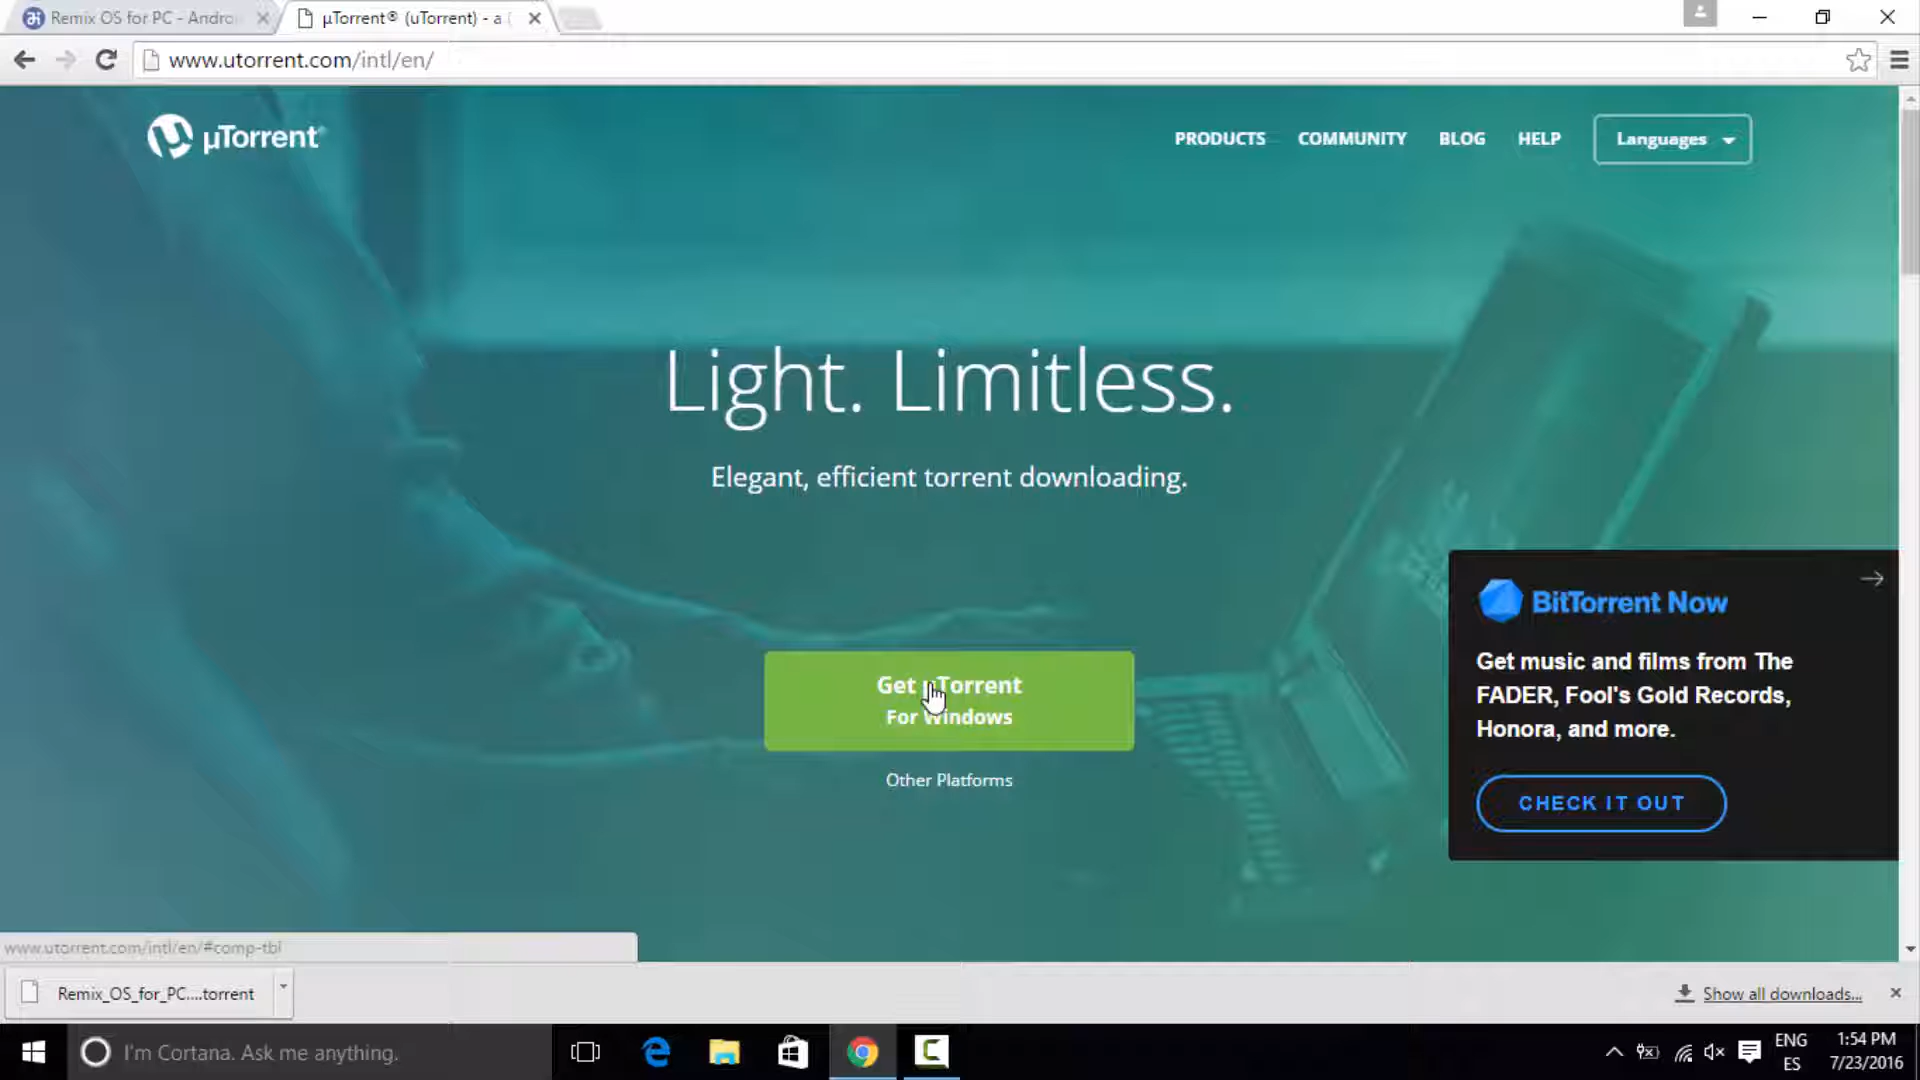 Remix OS for PC - Andro
µTorrent® (uTorrent) - a (
www.utorrent.com/intl/en/
µTorrent®
PRODUCTS
COMMUNITY
BLOG
HELP
Languages
Light. Limitless.
Elegant, efficient torrent downloading.
Get µTorrent
For Windows
Other Platforms
BitTorrent Now
Get music and films from The
FADER, Fool's Gold Records,
Honora, and more.
CHECK IT OUT
www.utorrent.com/intl/en/#comp-tbl
Remix_OS_for_PC....torrent
Show all downloads...
I'm Cortana. Ask me anything.
ENG
ES
1:54 PM
7/23/2016